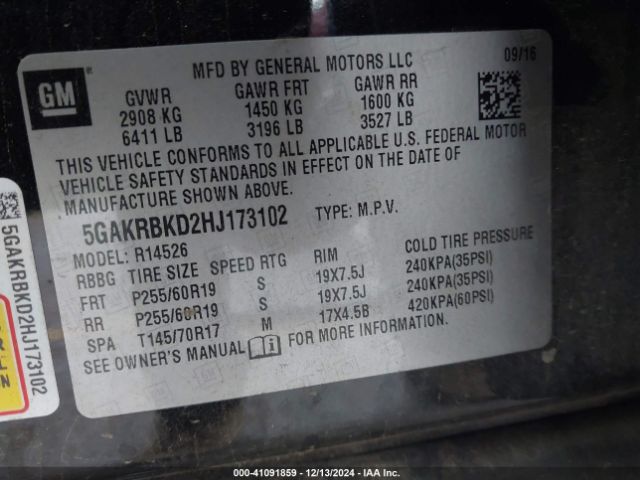 GM
MFD BY GENERAL MOTORS LLC
09/16
GVWR GAWR FRT GAWR RR
2908 KG 1450 KG 1600 KG
6411 LB 3196 LB 3527 LB
THIS VEHICLE CONFORMS TO ALL APPLICABLE U.S. FEDERAL MOTOR
VEHICLE SAFETY STANDARDS IN EFFECT ON THE DATE OF
MANUFACTURE SHOWN ABOVE.
5GAKRBKD2HJ173102 TYPE: M.P.V.
MODEL: R14526
RBBG TIRE SIZE SPEED RTG RIM COLD TIRE PRESSURE
FRT P255/60R19 S 19X7.5J 240KPA(35PSI)
RR P255/60R19 S 19X7.5J 240KPA(35PSI)
SPA T145/70R17 M 17X4.5B 420KPA(60PSI)
SEE OWNER'S MANUAL FOR MORE INFORMATION.
5GAKRBKD2HJ173102
000-41091859 - 12/13/2024 - IAA Inc.